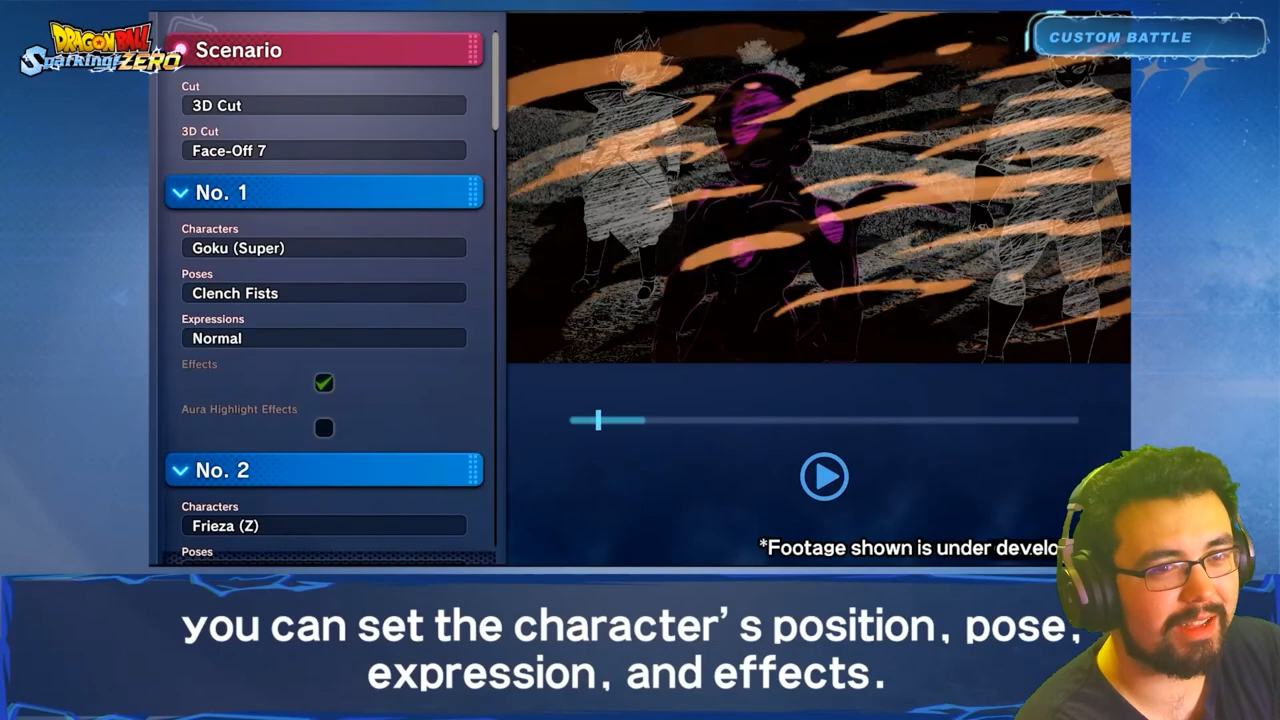 DRAGON BALL
Sparking! ZERO
CUSTOM BATTLE
Scenario
Cut
3D Cut
3D Cut
Face-Off 7
No. 1
Characters
Goku (Super)
Poses
Clench Fists
Expressions
Normal
Effects
Aura Highlight Effects
No. 2
Characters
Frieza (Z)
Poses
*Footage shown is under develo
you can set the character's position, pose,
expression, and effects.